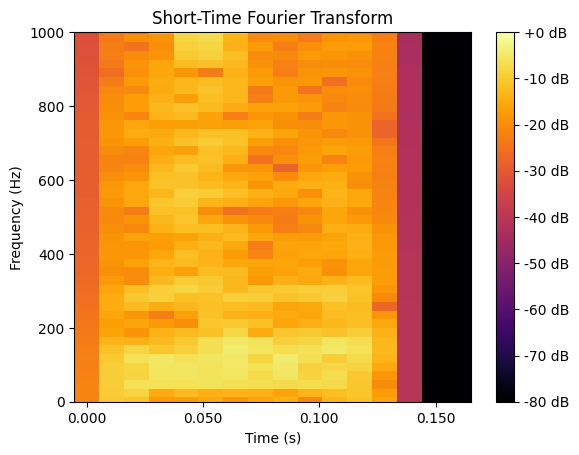 Short-Time Fourier Transform
Frequency (Hz)
1000
800
600
400
200
0
0.000
0.050
0.100
0.150
Time (s)
+0 dB
-10 dB
-20 dB
-30 dB
-40 dB
-50 dB
-60 dB
-70 dB
-80 dB